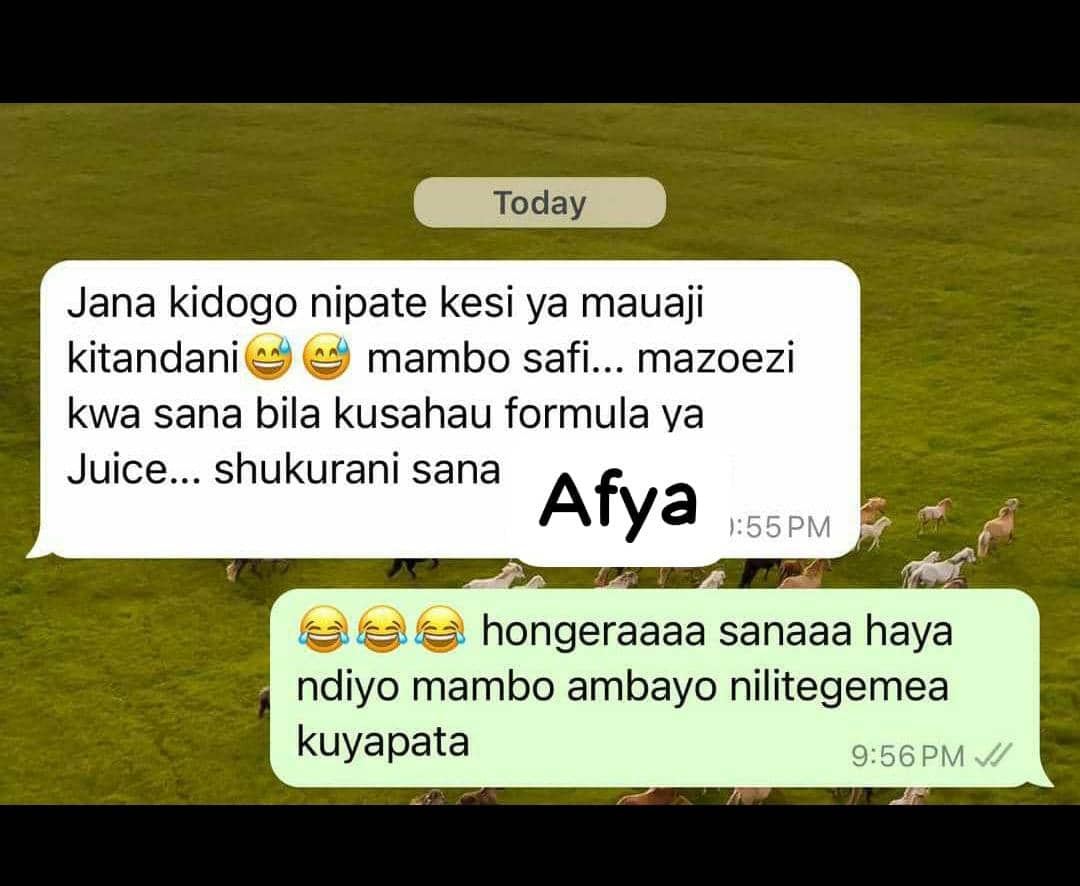 Today
Jana kidogo nipate kesi ya mauaji
kitandani😅😅 mambo safi... mazoezi
kwa sana bila kusahau formula ya
Juice... shukurani sana
Afya
:55 PM
😂😂😂 hongeraaaa sanaaa haya
ndiyo mambo ambayo nilitegemea
kuyapata
9:56 PM